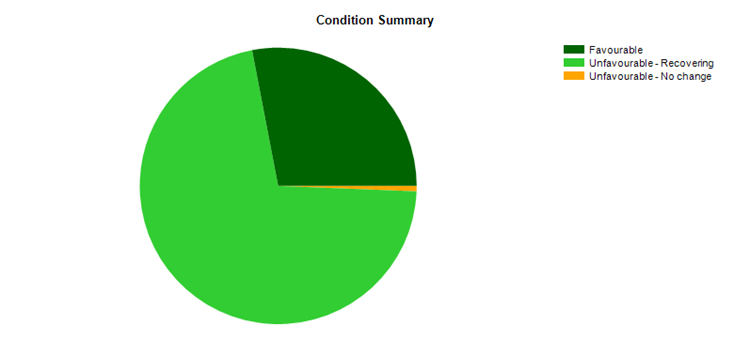 Condition Summary
Favourable
Unfavourable - Recovering
Unfavourable - No change